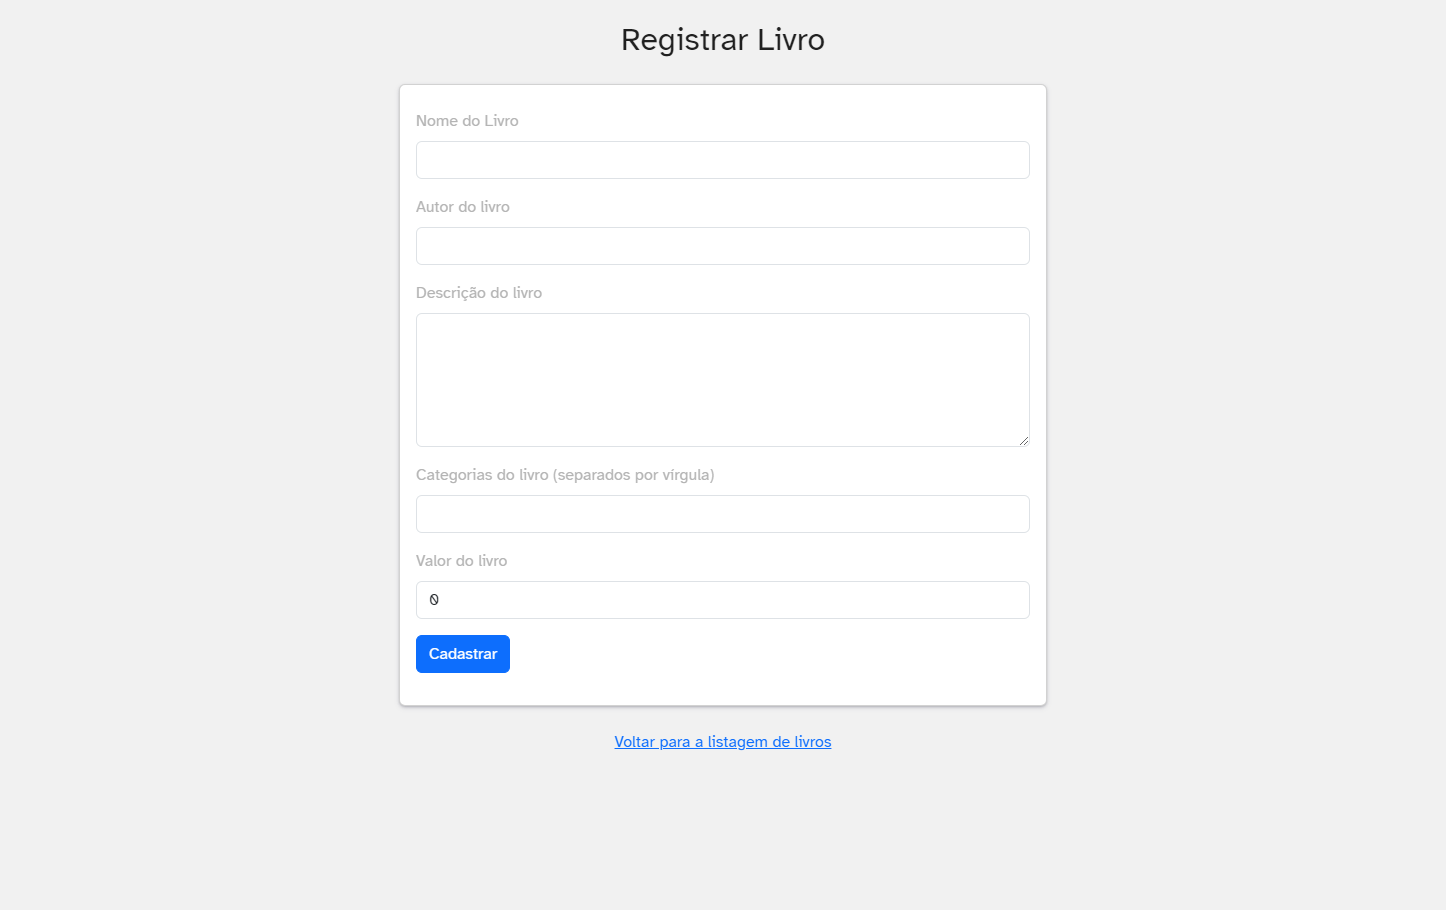 Registrar Livro
Nome do Livro
Autor do livro
Descrição do livro
Categorias do livro (separados por vírgula)
Valor do livro
0
Cadastrar
Voltar para a listagem de livros